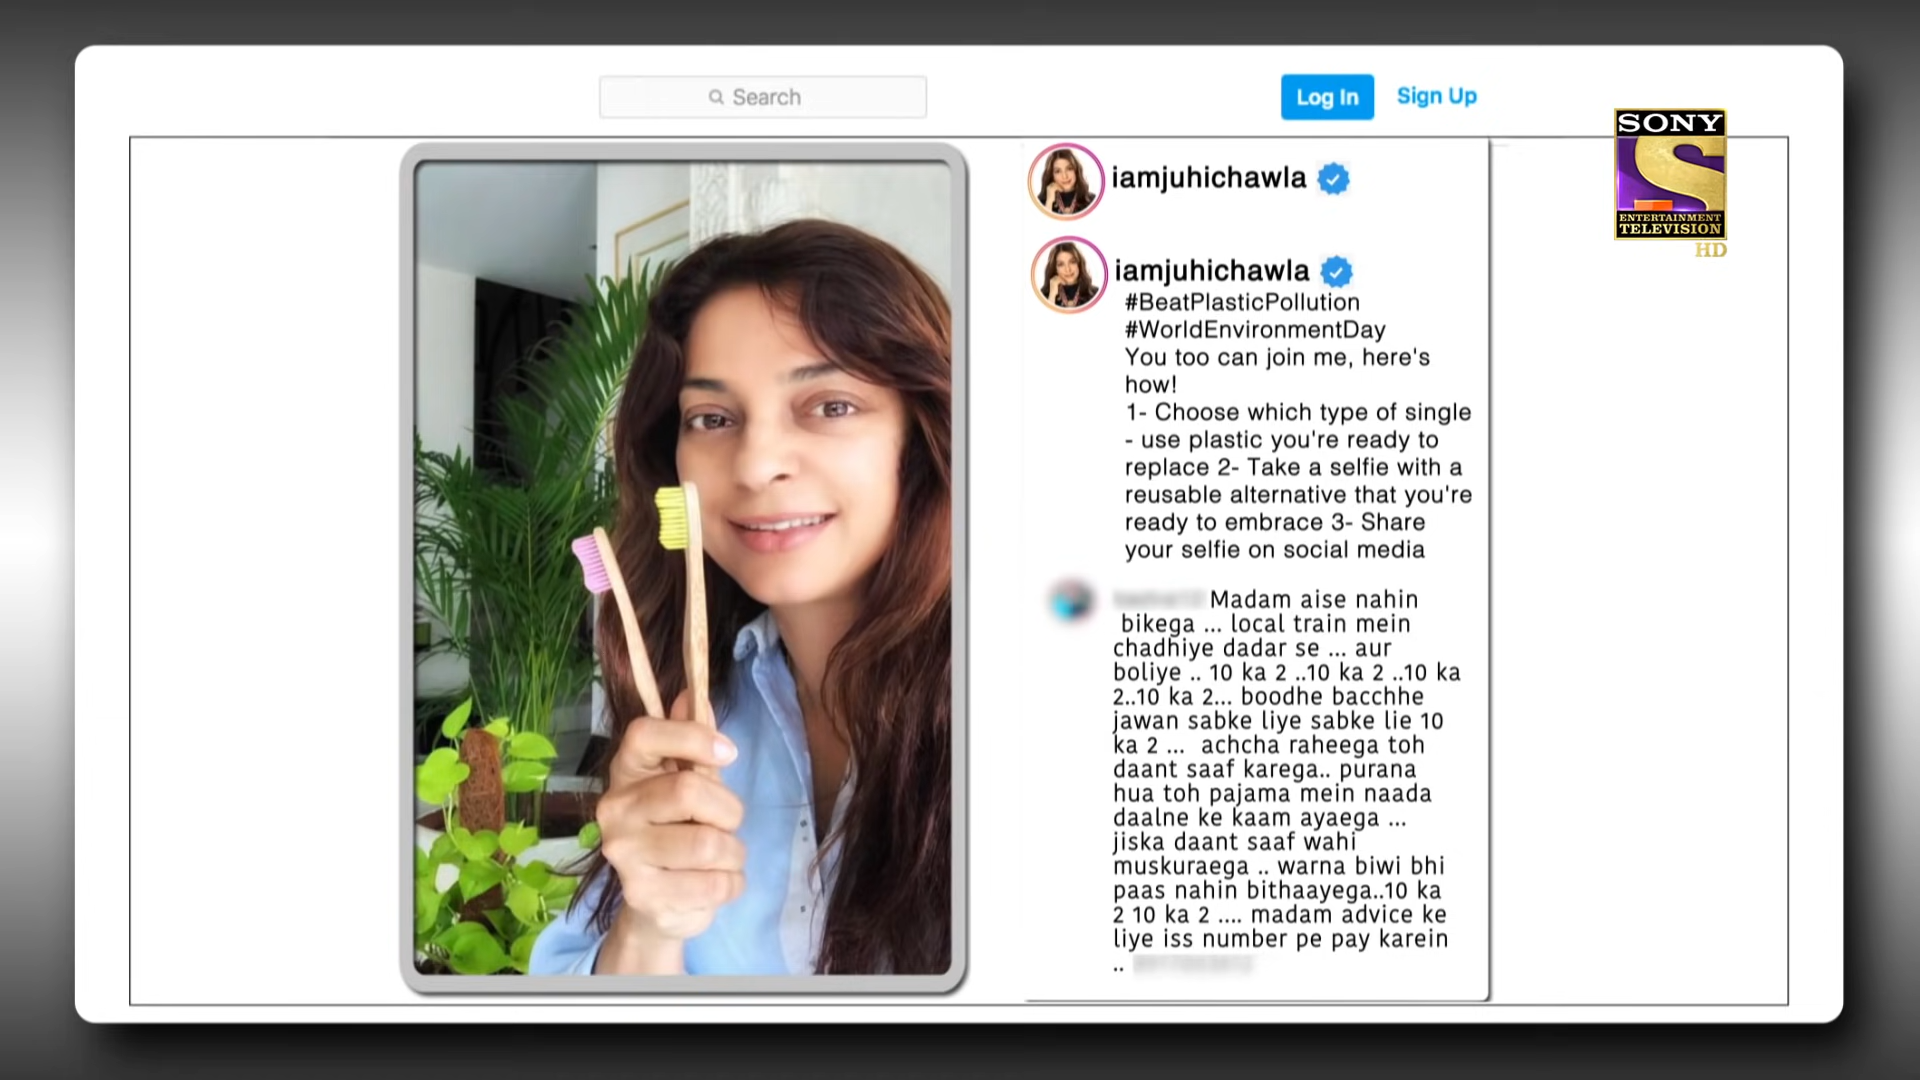 Search
Log In
Sign Up
SONY
ENTERTAINMENT
TELEVISION
HD
iamjuhichawla
iamjuhichawla
#BeatPlasticPollution
#WorldEnvironmentDay
You too can join me, here's
how!
1- Choose which type of single
- use plastic you're ready to
replace 2- Take a selfie with a
reusable alternative that you're
ready to embrace 3- Share
your selfie on social media
Madam aise nahin
bikega ... local train mein
chadhiye dadar se ... aur
boliye .. 10 ka 2 ..10 ka 2 ..10 ka
2..10 ka 2... boodhe bacchhe
jawan sabke liye sabke lie 10
ka 2 ... achcha raheega toh
daant saaf karega.. purana
hua toh pajama mein naada
daalne ke kaam ayaega ...
jiska daant saaf wahi
muskuraega .. warna biwi bhi
paas nahin bithaayega..10 ka
2 10 ka 2 .... madam advice ke
liye iss number pe pay karein
..